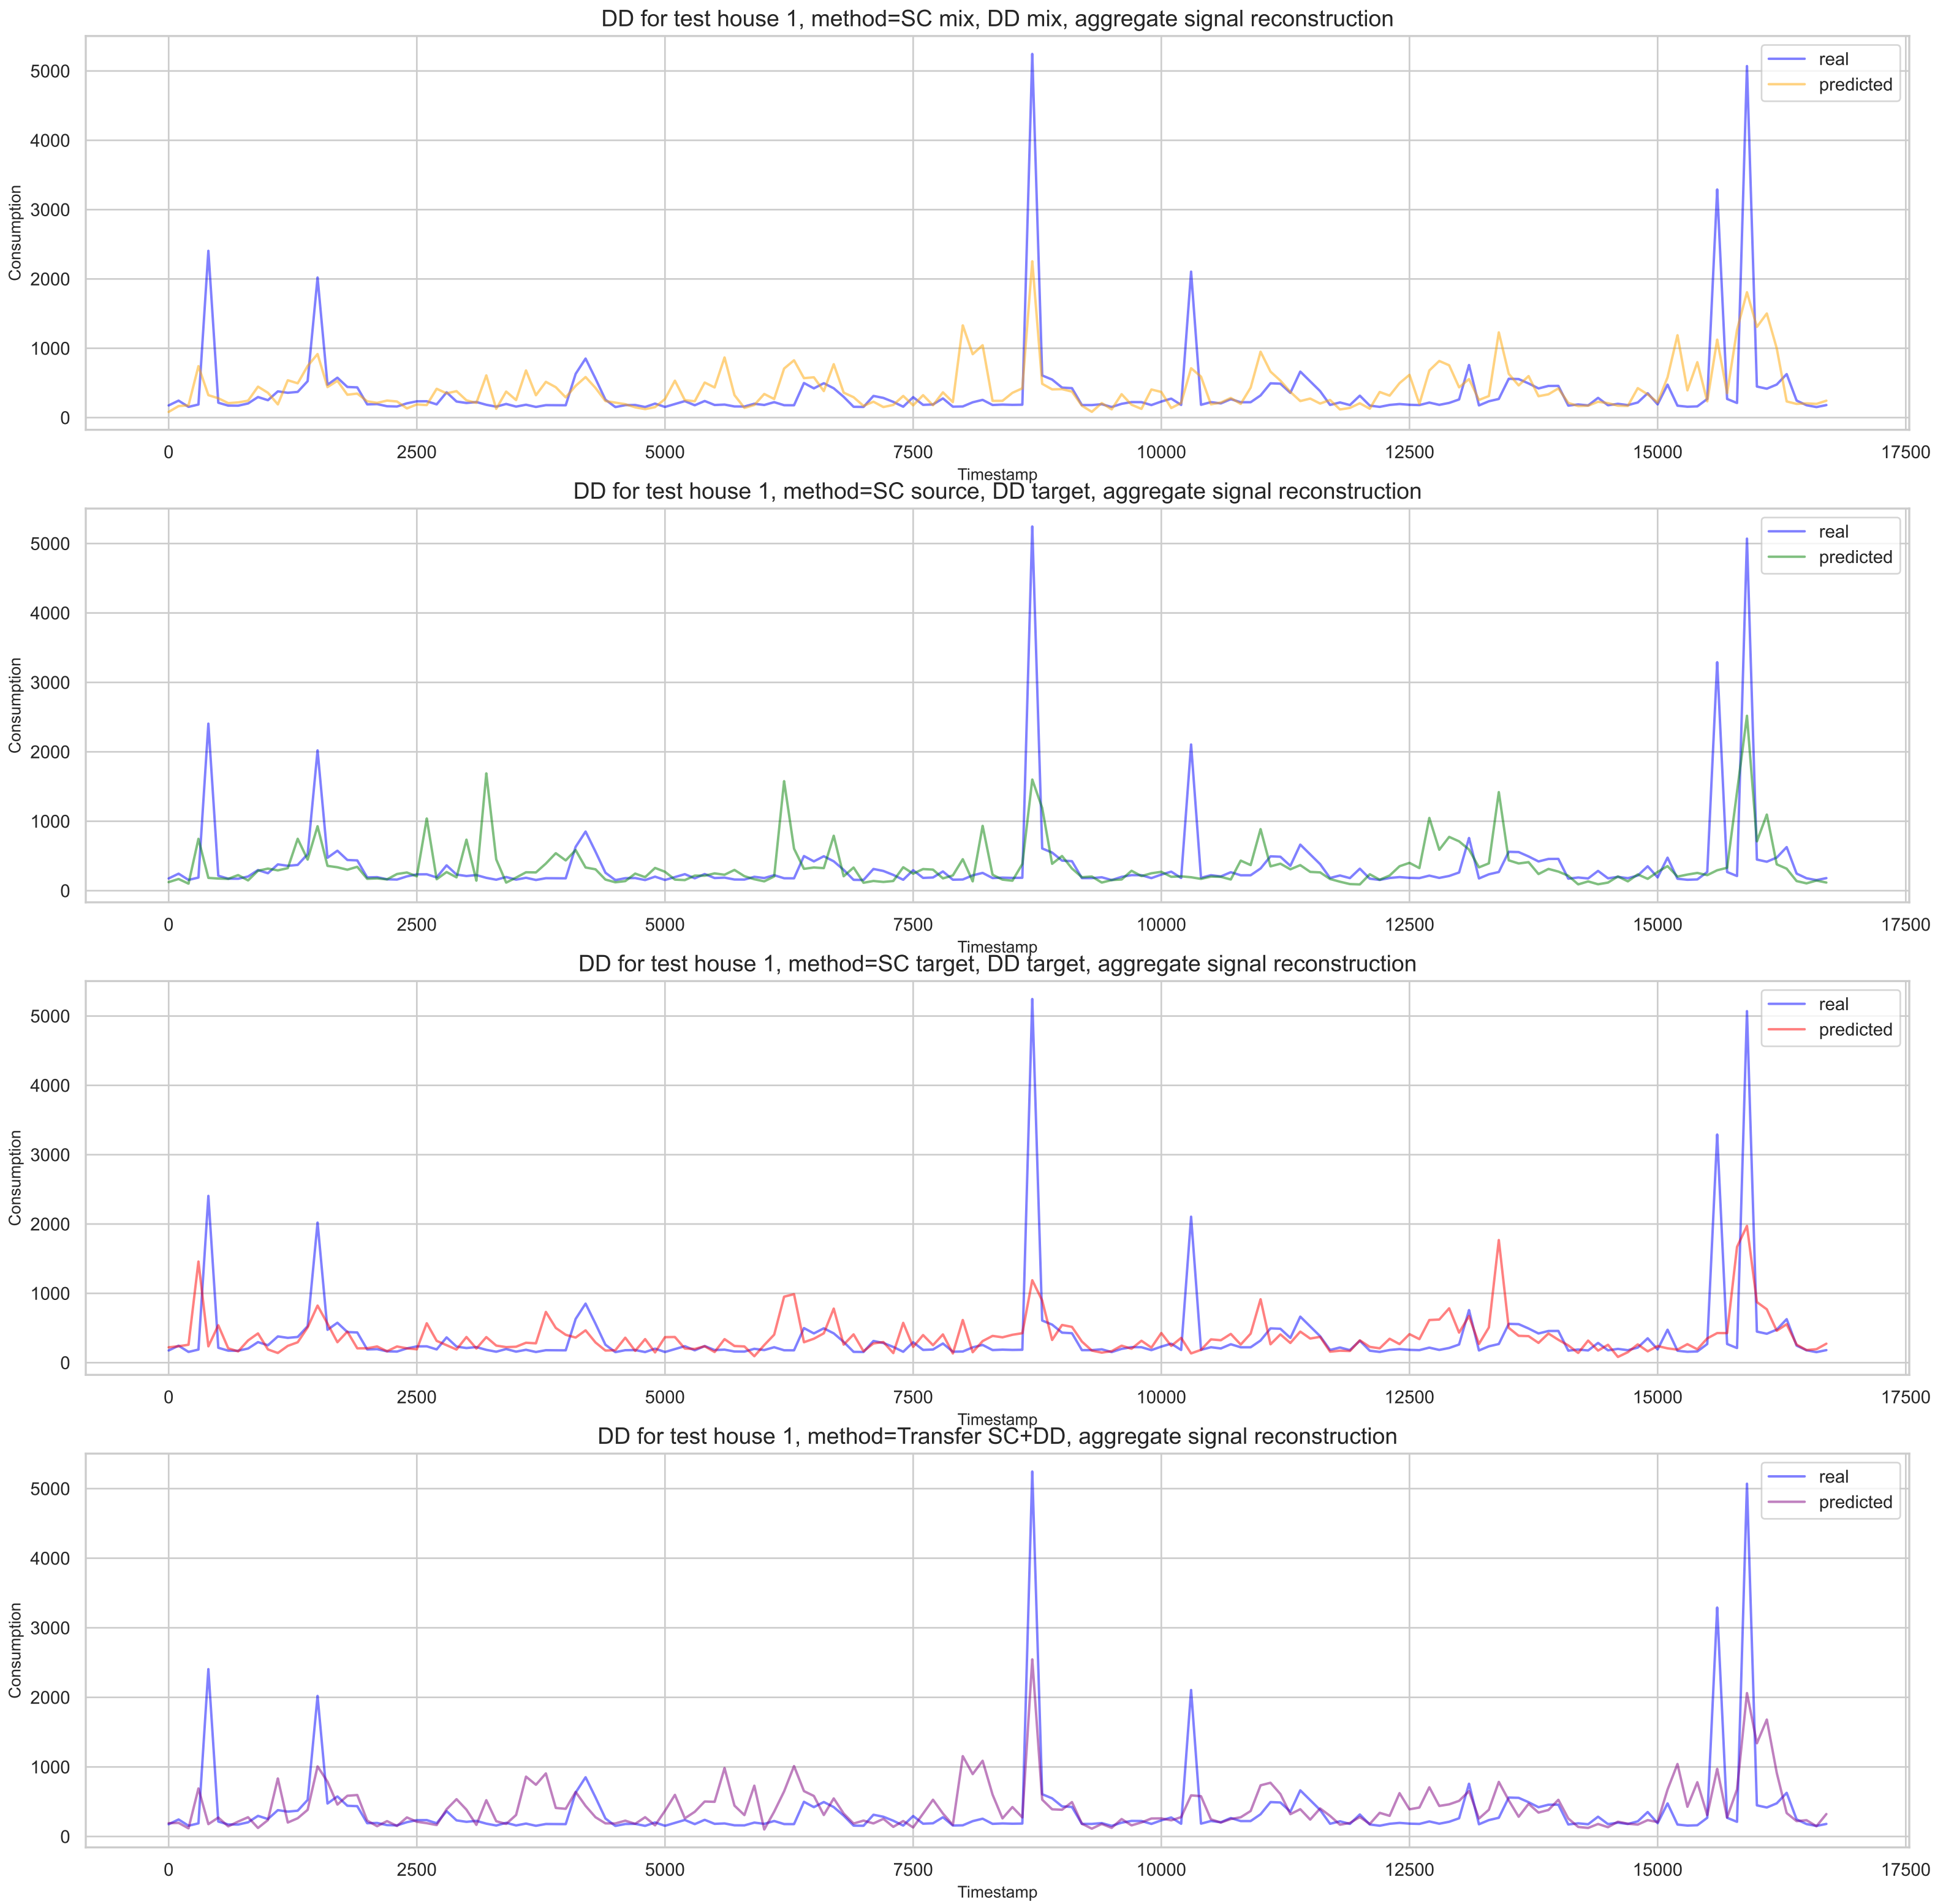 DD for test house 1, method=SC mix, DD mix, aggregate signal reconstruction
real
predicted
5000
4000
3000
2000
1000
0
Consumption
0 2500 5000 7500 10000 12500 15000 17500
Timestamp
DD for test house 1, method=SC source, DD target, aggregate signal reconstruction
real
predicted
5000
4000
3000
2000
1000
0
Consumption
0 2500 5000 7500 10000 12500 15000 17500
Timestamp
DD for test house 1, method=SC target, DD target, aggregate signal reconstruction
real
predicted
5000
4000
3000
2000
1000
0
Consumption
0 2500 5000 7500 10000 12500 15000 17500
Timestamp
DD for test house 1, method=Transfer SC+DD, aggregate signal reconstruction
real
predicted
5000
4000
3000
2000
1000
0
Consumption
0 2500 5000 7500 10000 12500 15000 17500
Timestamp